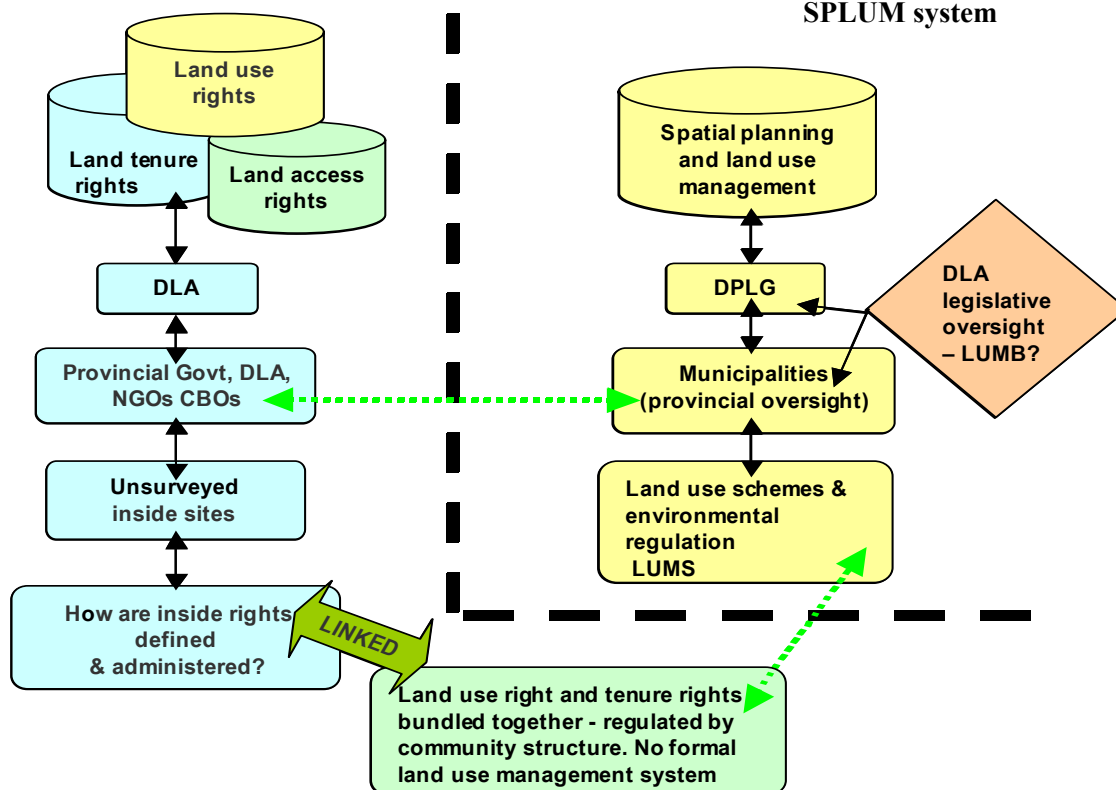 SPLUM system
Land use
rights
Land tenure
rights
Land access
rights
DLA
Provincial Govt, DLA,
NGOs CBOs
Unsurveyed
inside sites
How are inside rights
defined
& administered?
LINKED
Land use right and tenure rights
bundled together - regulated by
community structure. No formal
land use management system
Spatial planning
and land use
management
DPLG
Municipalities
(provincial oversight)
Land use schemes &
environmental
regulation
LUMS
DLA
legislative
oversight
– LUMB?